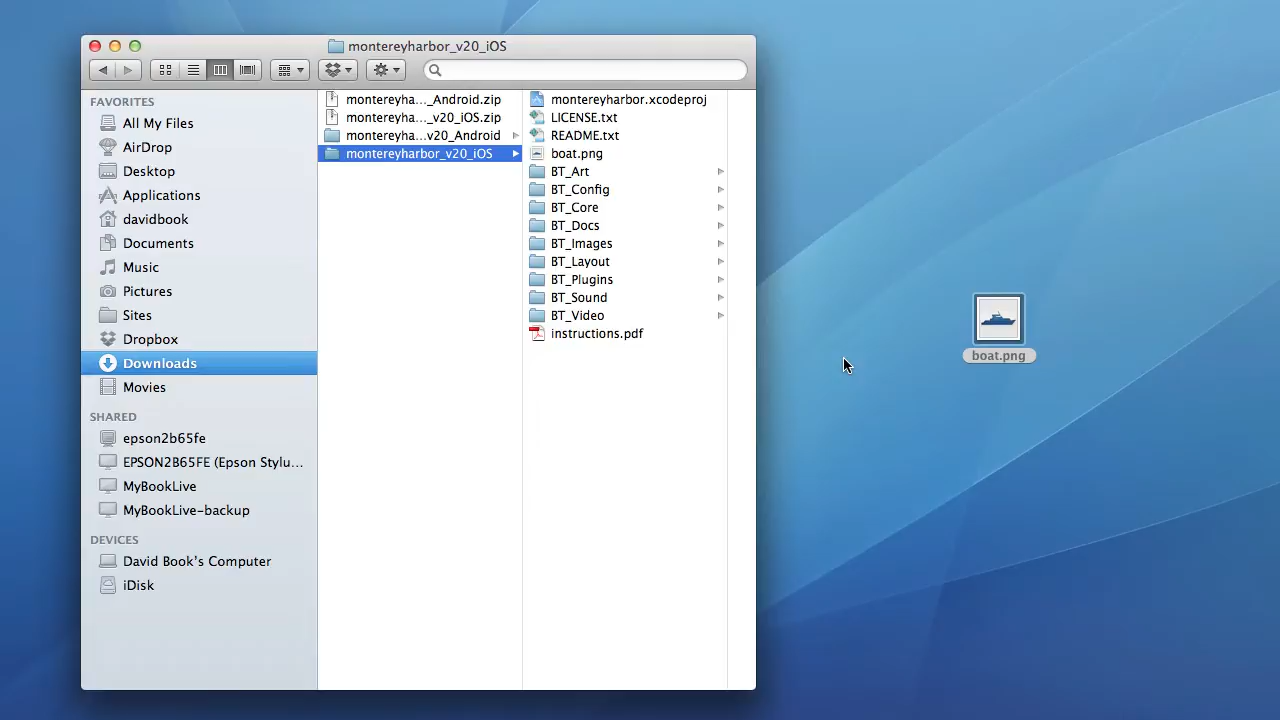 montereyharbor_v20_iOS
FAVORITES
All My Files
AirDrop
Desktop
Applications
davidbook
Documents
Music
Pictures
Sites
Dropbox
Downloads
Movies
SHARED
epson2b65fe
EPSON2B65FE (Epson Stylu...
MyBookLive
MyBookLive-backup
DEVICES
David Book's Computer
iDisk
montereyha..._Android.zip
montereyha..._v20_iOS.zip
montereyha...v20_Android
montereyharbor_v20_iOS
montereyharbor.xcodeproj
LICENSE.txt
README.txt
boat.png
BT_Art
BT_Config
BT_Core
BT_Docs
BT_Images
BT_Layout
BT_Plugins
BT_Sound
BT_Video
instructions.pdf
boat.png